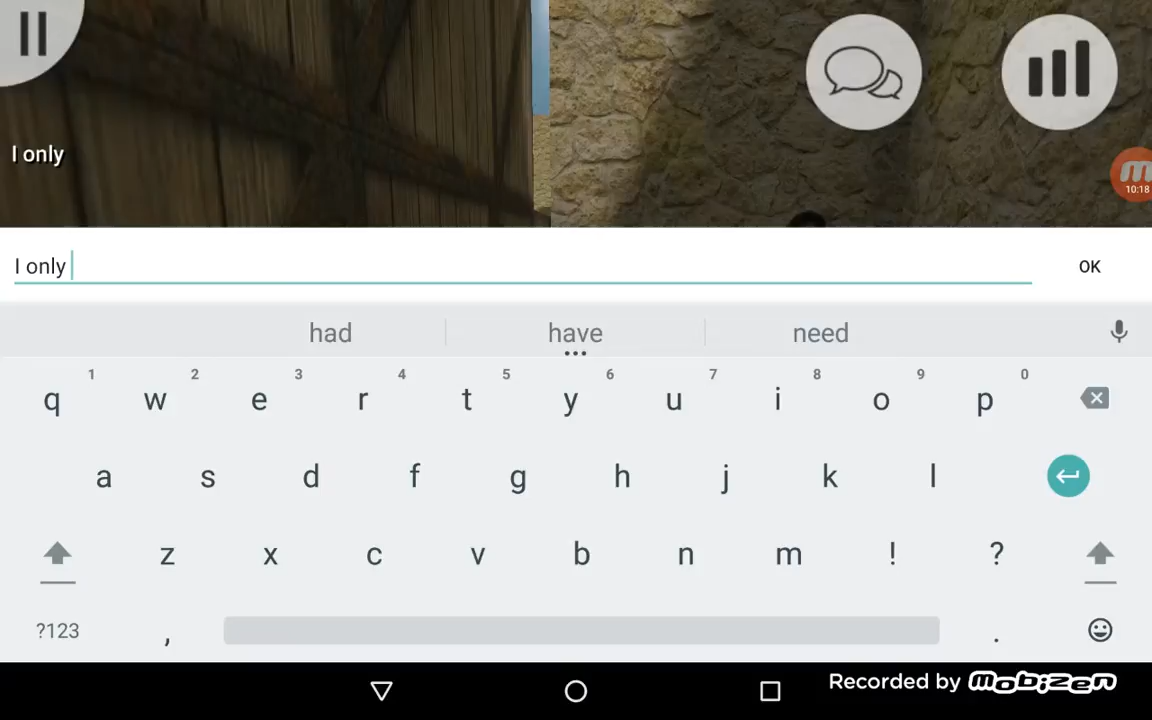 I only
10:18
I only
OK
had have need
1 2 3 4 5 6 7 8 9 0
q w e r t y u i o p
a s d f g h j k l
z x c v b n m ! ?
?123 , .
Recorded by mobizen